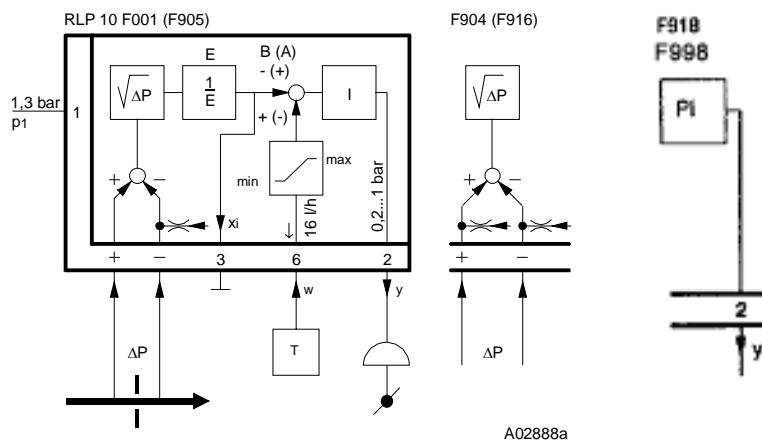 RLP 10 F001 (F905)
F904 (F916)
F918
F998
E
B (A)
- (+)
√ΔP
1
E
I
√ΔP
PI
1,3 bar
p1
1
+ (-)
max
min
+ −
+ −
xi
16 l/h
0,2...1 bar
+ − 3 6 2
+ −
2
w
y
y
ΔP
T
ΔP
A02888a